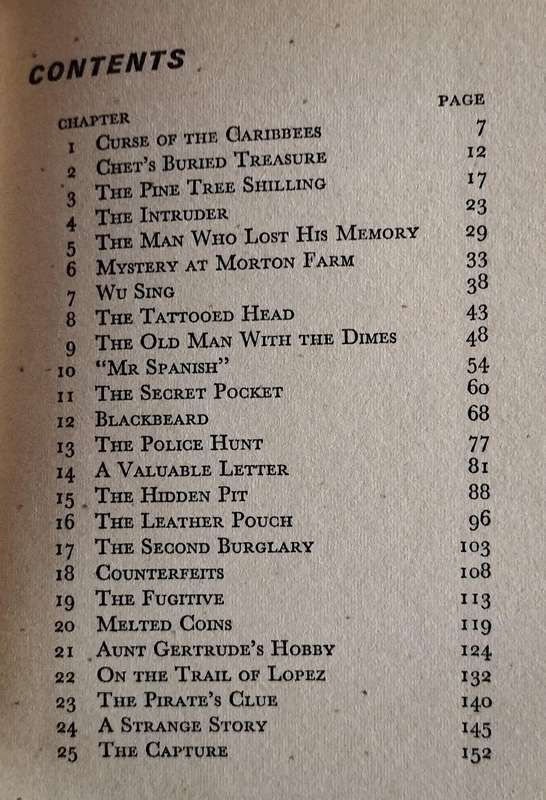 CONTENTS
CHAPTER PAGE
1 Curse of the Caribbees 7
2 Chet's Buried Treasure 12
3 The Pine Tree Shilling 17
4 The Intruder 23
5 The Man Who Lost His Memory 29
6 Mystery at Morton Farm 33
7 Wu Sing 38
8 The Tattooed Head 43
9 The Old Man With the Dimes 48
10 "Mr Spanish" 54
11 The Secret Pocket 60
12 Blackbeard 68
13 The Police Hunt 77
14 A Valuable Letter 81
15 The Hidden Pit 88
16 The Leather Pouch 96
17 The Second Burglary 103
18 Counterfeits 108
19 The Fugitive 113
20 Melted Coins 119
21 Aunt Gertrude's Hobby 124
22 On the Trail of Lopez 132
23 The Pirate's Clue 140
24 A Strange Story 145
25 The Capture 152